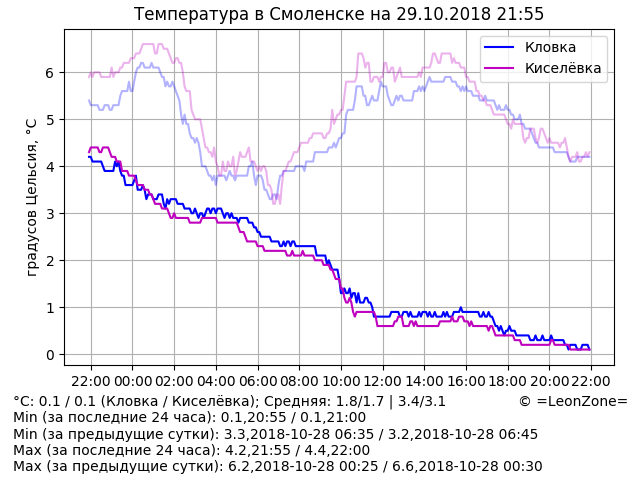 Температура в Смоленске на 29.10.2018 21:55
Кловка
Киселёвка
градусов Цельсия, °C
6
5
4
3
2
1
0
22:00 00:00 02:00 04:00 06:00 08:00 10:00 12:00 14:00 16:00 18:00 20:00 22:00
°C: 0.1 / 0.1 (Кловка / Киселёвка); Средняя: 1.8/1.7 | 3.4/3.1 © =LeonZone=
Min (за последние 24 часа): 0.1,20:55 / 0.1,21:00
Min (за предыдущие сутки): 3.3,2018-10-28 06:35 / 3.2,2018-10-28 06:45
Max (за последние 24 часа): 4.2,21:55 / 4.4,22:00
Max (за предыдущие сутки): 6.2,2018-10-28 00:25 / 6.6,2018-10-28 00:30